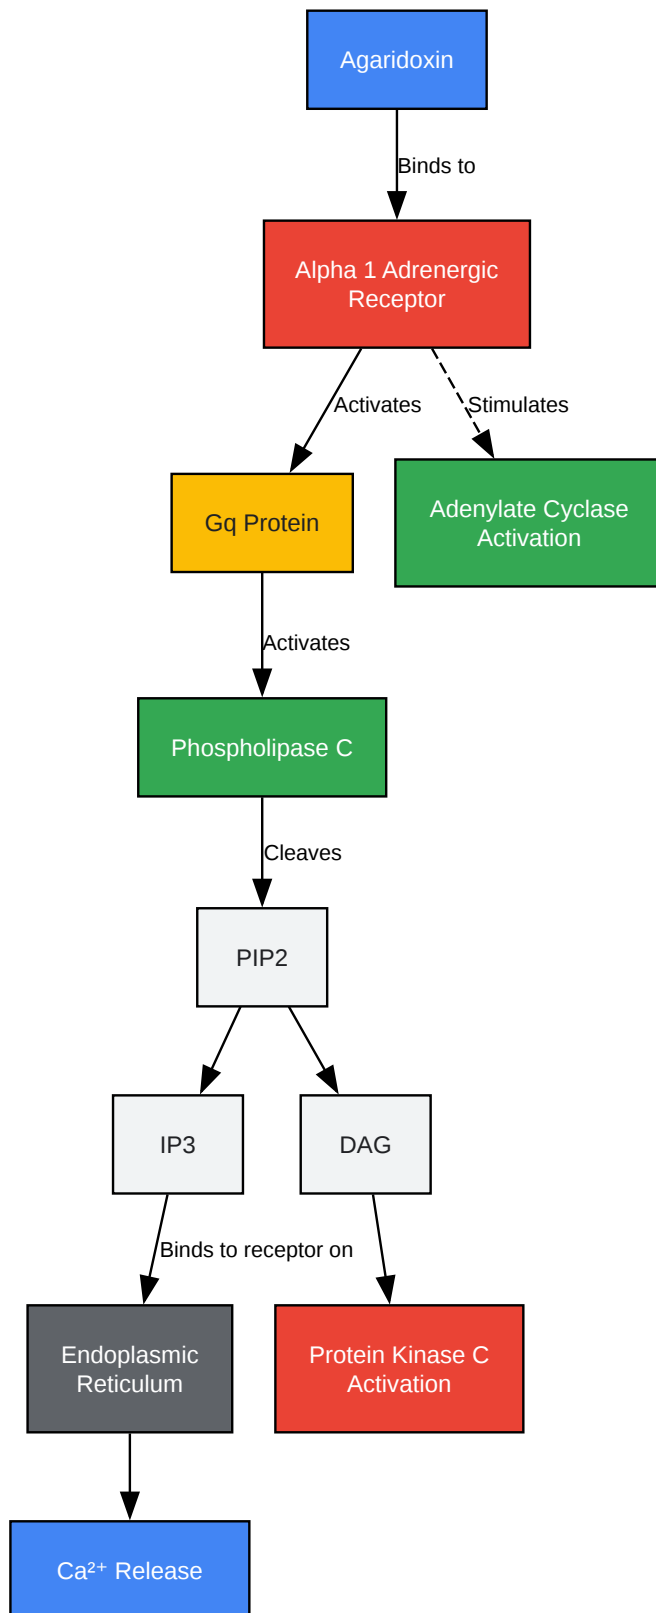 Agaridoxin
Binds to
Alpha 1 Adrenergic
Receptor
Activates
Stimulates
Gq Protein
Adenylate Cyclase
Activation
Activates
Phospholipase C
Cleaves
PIP2
IP3
DAG
Binds to receptor on
Endoplasmic
Reticulum
Protein Kinase C
Activation
Ca²⁺ Release